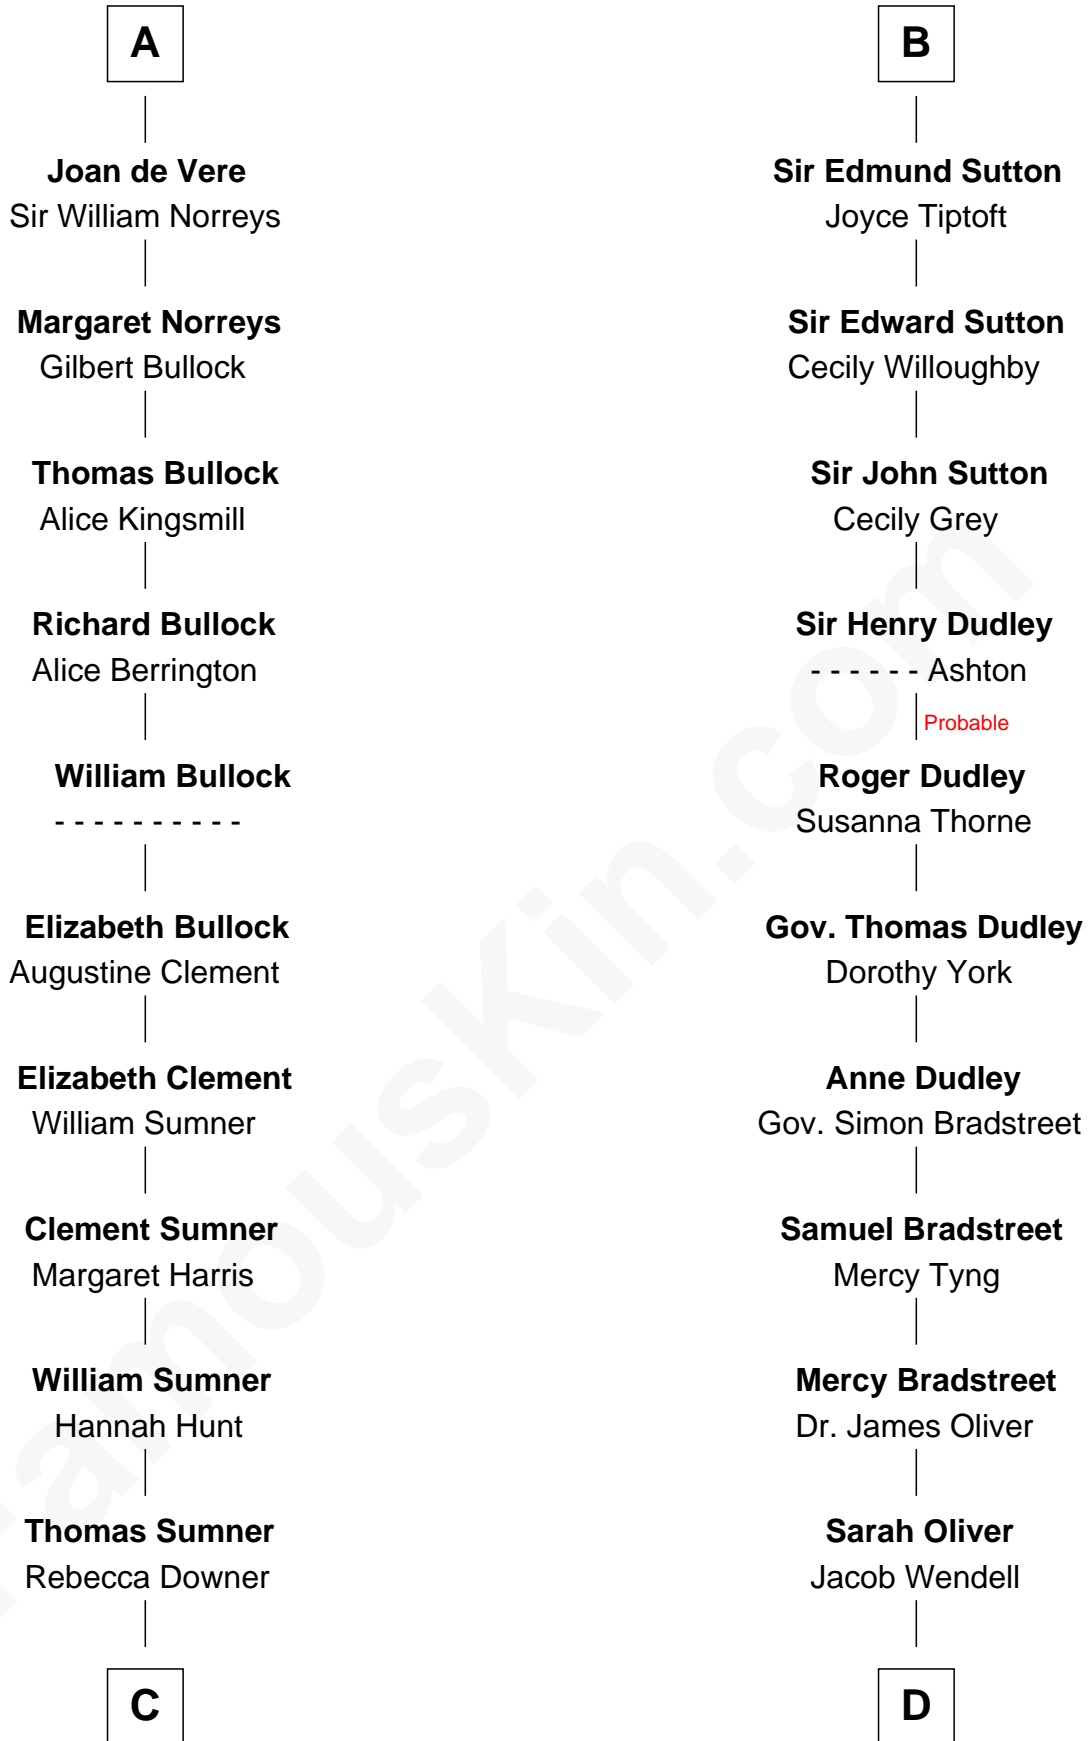 A
Joan de Vere
Sir William Norreys
Margaret Norreys
Gilbert Bullock
Thomas Bullock
Alice Kingsmill
Richard Bullock
Alice Berrington
William Bullock
- - - - - - - - - -
Elizabeth Bullock
Augustine Clement
Elizabeth Clement
William Sumner
Clement Sumner
Margaret Harris
William Sumner
Hannah Hunt
Thomas Sumner
Rebecca Downer
C
B
Sir Edmund Sutton
Joyce Tiptoft
Sir Edward Sutton
Cecily Willoughby
Sir John Sutton
Cecily Grey
Sir Henry Dudley
- - - - - - Ashton
Probable
Roger Dudley
Susanna Thorne
Gov. Thomas Dudley
Dorothy York
Anne Dudley
Gov. Simon Bradstreet
Samuel Bradstreet
Mercy Tyng
Mercy Bradstreet
Dr. James Oliver
Sarah Oliver
Jacob Wendell
D
FamousKin.com